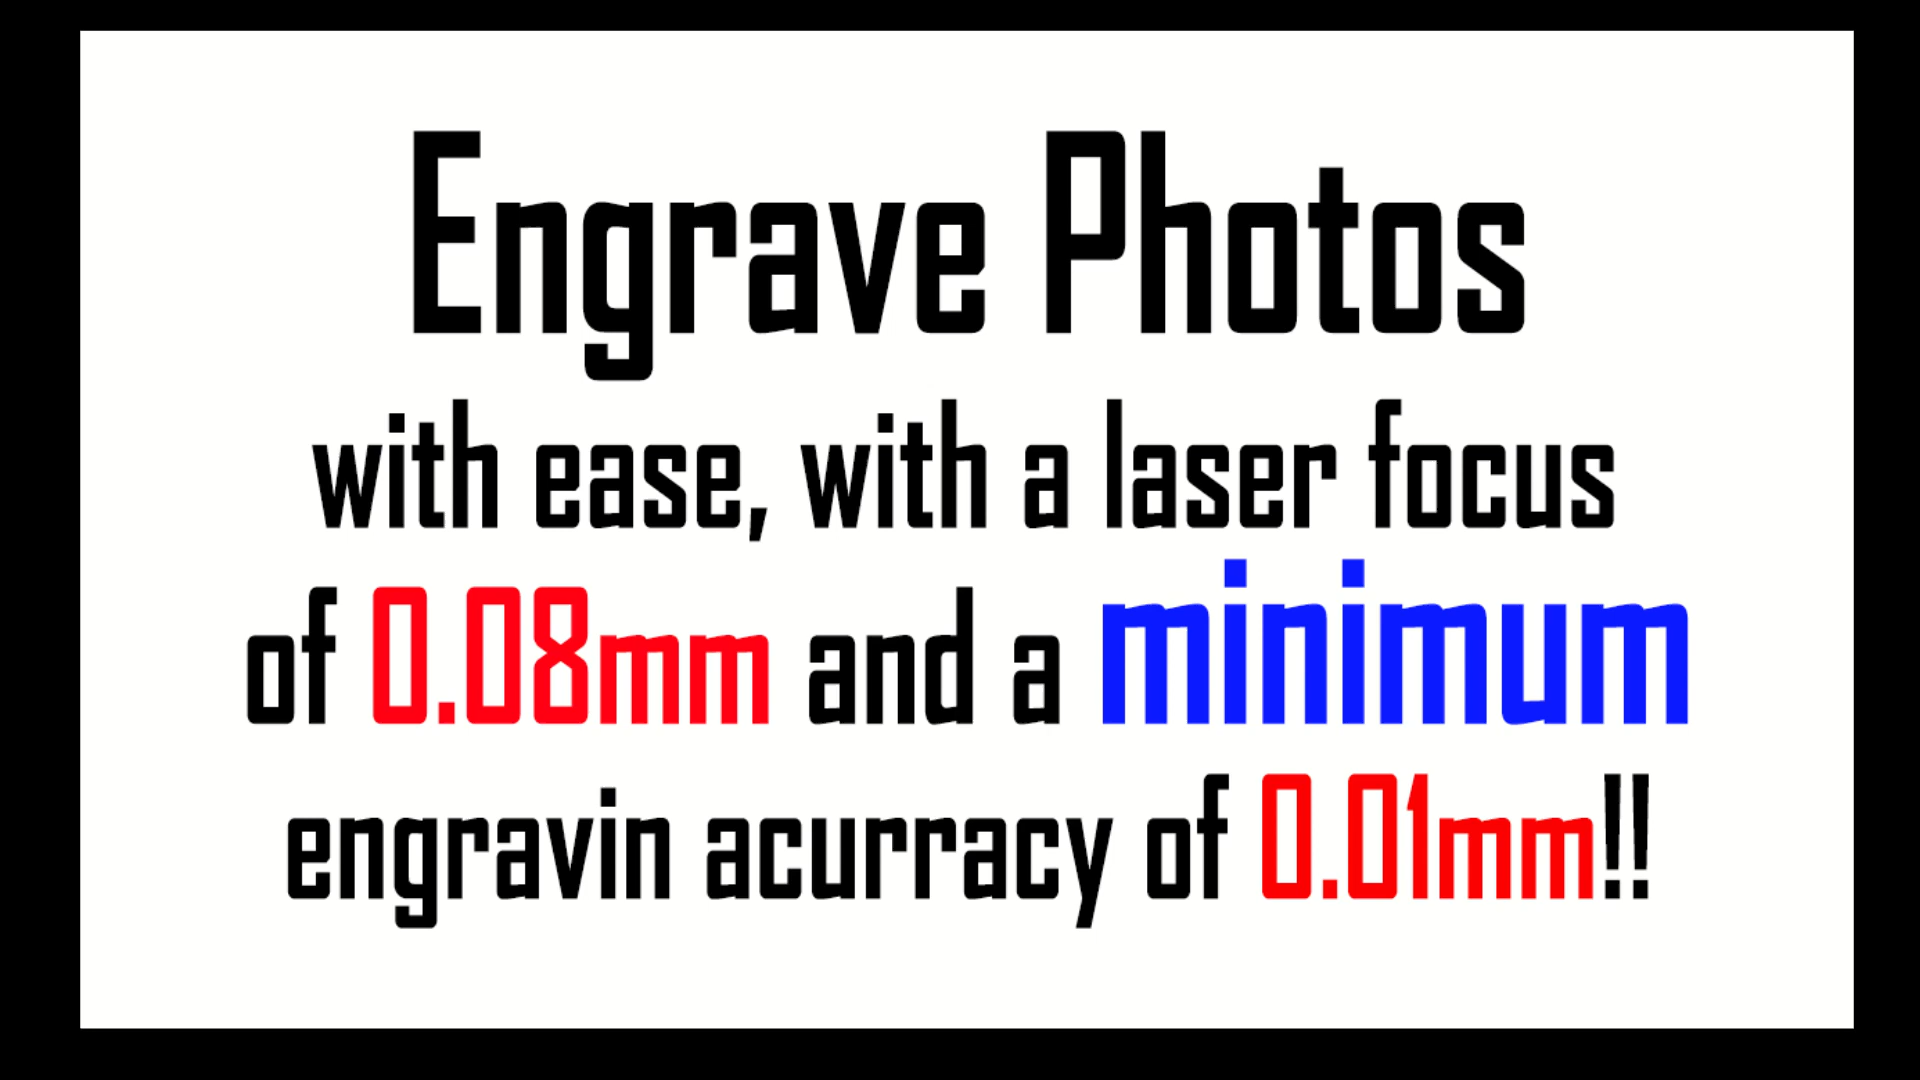 Engrave Photos
with ease, with a laser focus
of 0.08mm and a minimum
engravin acurracy of 0.01mm!!